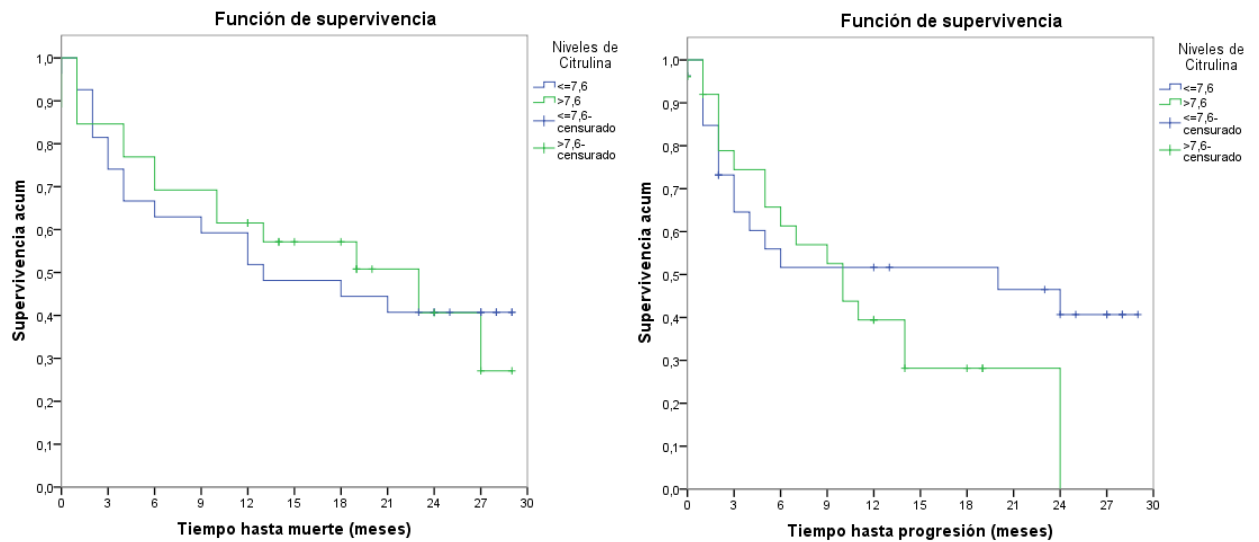 Función de supervivencia
Niveles de
Citrulina
<=7,6
>7,6
<=7,6-
censurado
>7,6-
censurado
Supervivencia acum
1,0
0,9
0,8
0,7
0,6
0,5
0,4
0,3
0,2
0,1
0,0
0 3 6 9 12 15 18 21 24 27 30
Tiempo hasta muerte (meses)
Función de supervivencia
Niveles de
Citrulina
<=7,6
>7,6
<=7,6-
censurado
>7,6-
censurado
Supervivencia acum
1,0
0,9
0,8
0,7
0,6
0,5
0,4
0,3
0,2
0,1
0,0
0 3 6 9 12 15 18 21 24 27 30
Tiempo hasta progresión (meses)